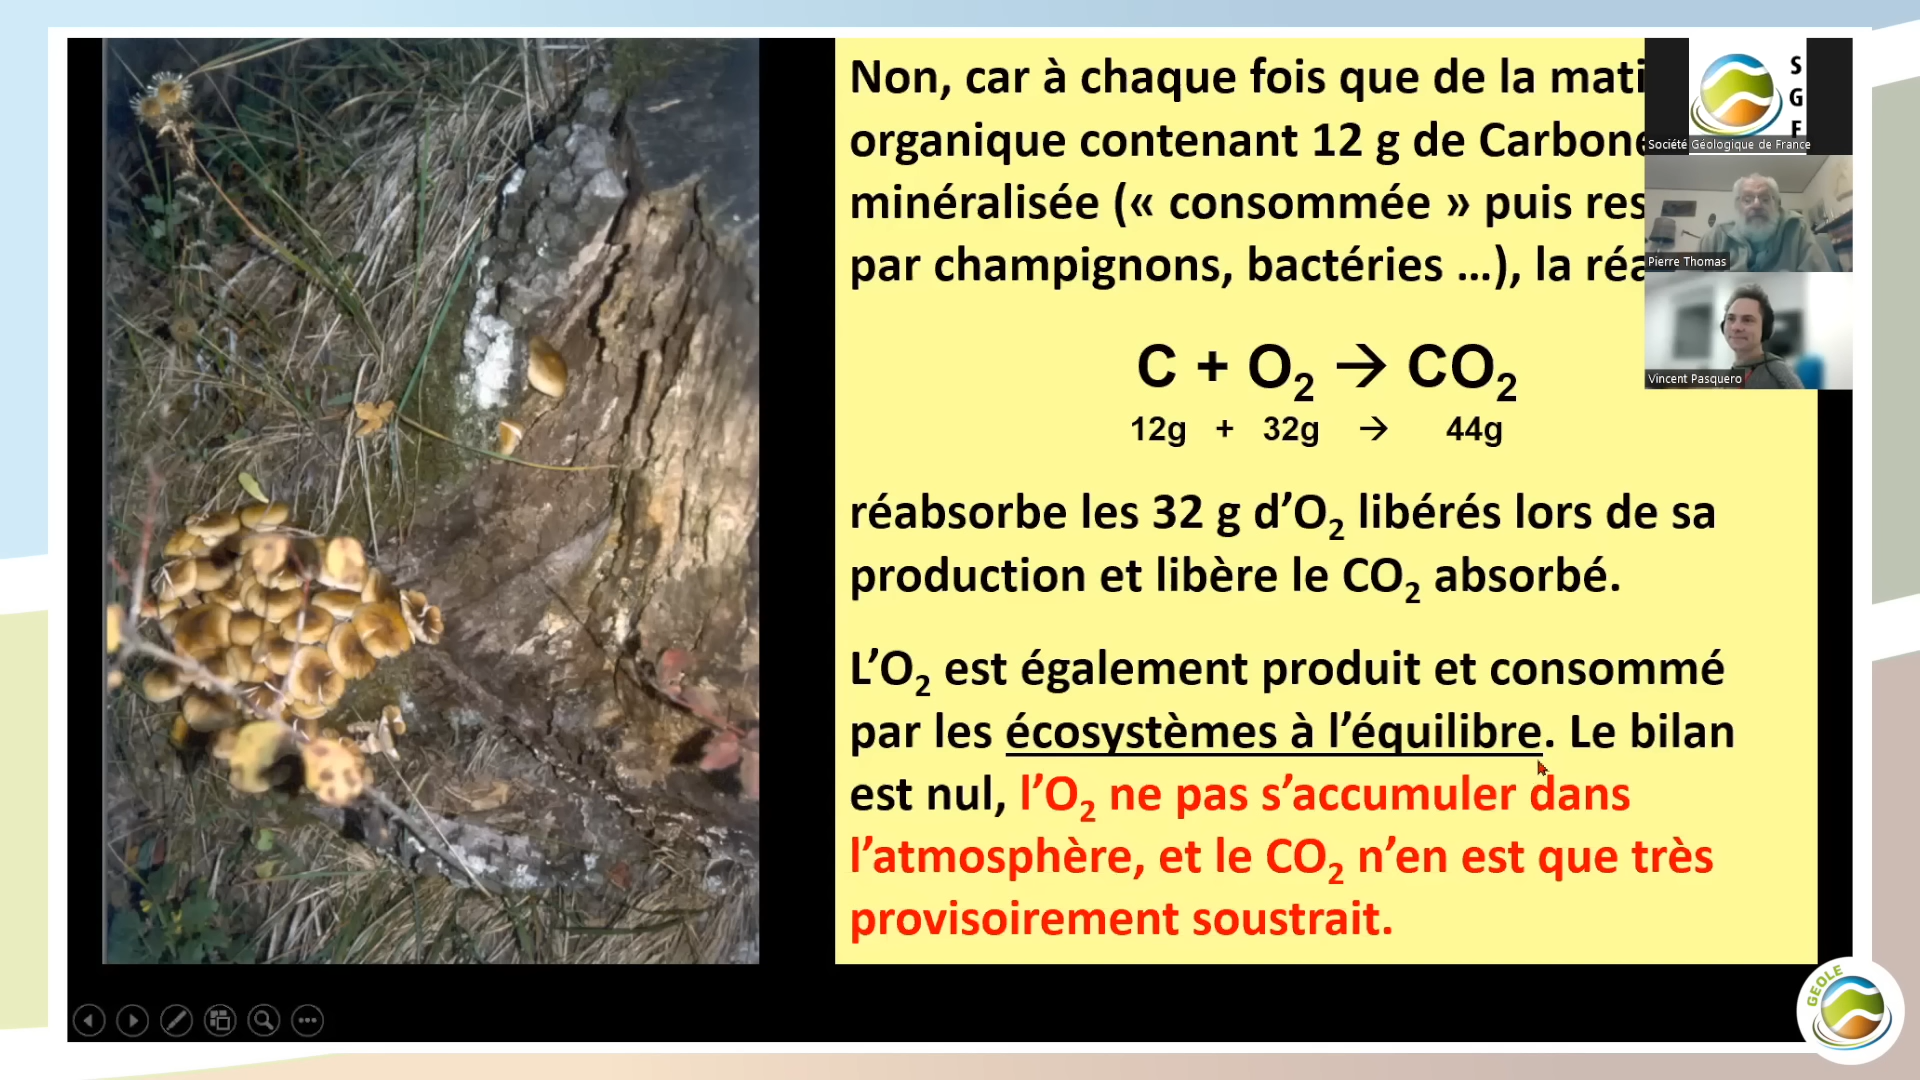 Non, car à chaque fois que de la mati
organique contenant 12 g de Carbone
minéralisée (« consommée » puis res
par champignons, bactéries …), la réa
C + O₂ → CO₂
12g + 32g → 44g
réabsorbe les 32 g d’O₂ libérés lors de sa
production et libère le CO₂ absorbé.
L’O₂ est également produit et consommé
par les écosystèmes à l’équilibre. Le bilan
est nul, l’O₂ ne pas s’accumuler dans
l’atmosphère, et le CO₂ n’en est que très
provisoirement soustrait.
S
G
F
Société Géologique de France
Pierre Thomas
Vincent Pasquero
GEOLE